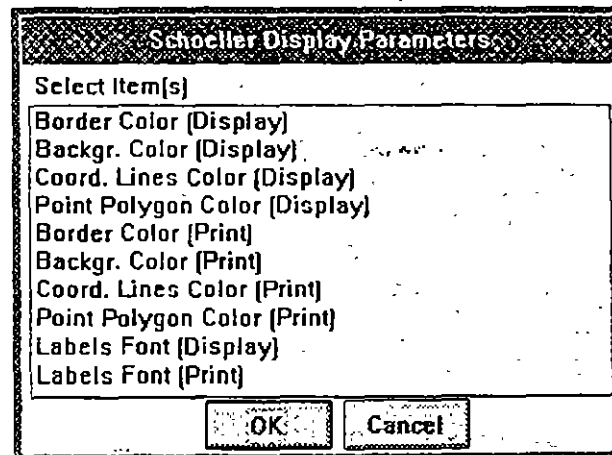 Schoeller Display Parameters
Select Item(s)
Border Color (Display)
Backgr. Color (Display)
Coord. Lines Color (Display)
Point Polygon Color (Display)
Border Color (Print)
Backgr. Color (Print)
Coord. Lines Color (Print)
Point Polygon Color (Print)
Labels Font (Display)
Labels Font (Print)
OK Cancel